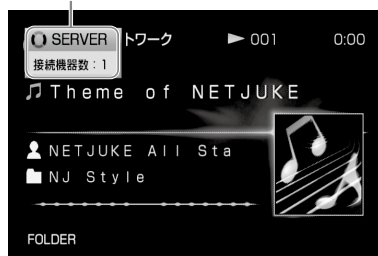 SERVER トワーク ▶ 001 0:00
接続機器数:1
Theme of NETJUKE
NETJUKE All Sta
NJ Style
FOLDER